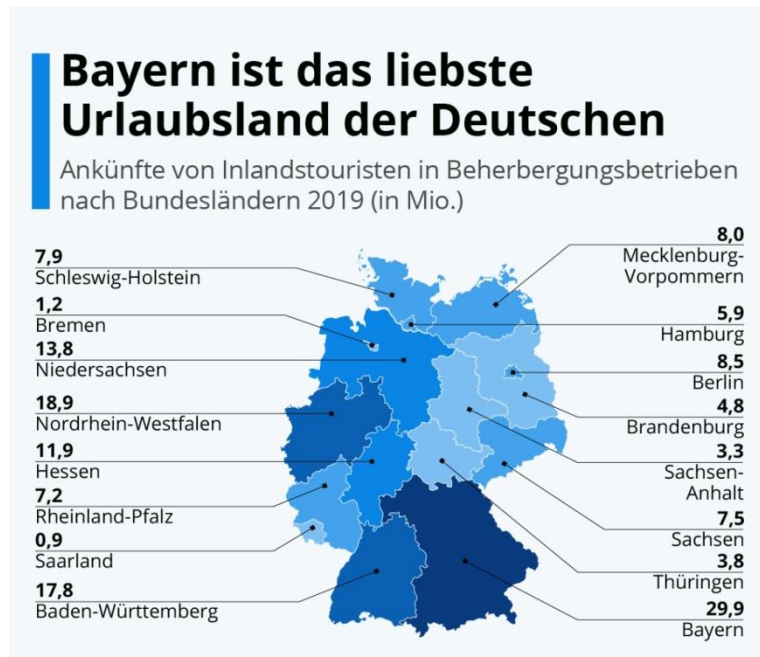 Bayern ist das liebste
Urlaubsland der Deutschen
Ankünfte von Inlandstouristen in Beherbergungsbetrieben
nach Bundesländern 2019 (in Mio.)
7,9
Schleswig-Holstein
1,2
Bremen
13,8
Niedersachsen
18,9
Nordrhein-Westfalen
11,9
Hessen
7,2
Rheinland-Pfalz
0,9
Saarland
17,8
Baden-Württemberg
8,0
Mecklenburg-
Vorpommern
5,9
Hamburg
8,5
Berlin
4,8
Brandenburg
3,3
Sachsen-
Anhalt
7,5
Sachsen
3,8
Thüringen
29,9
Bayern